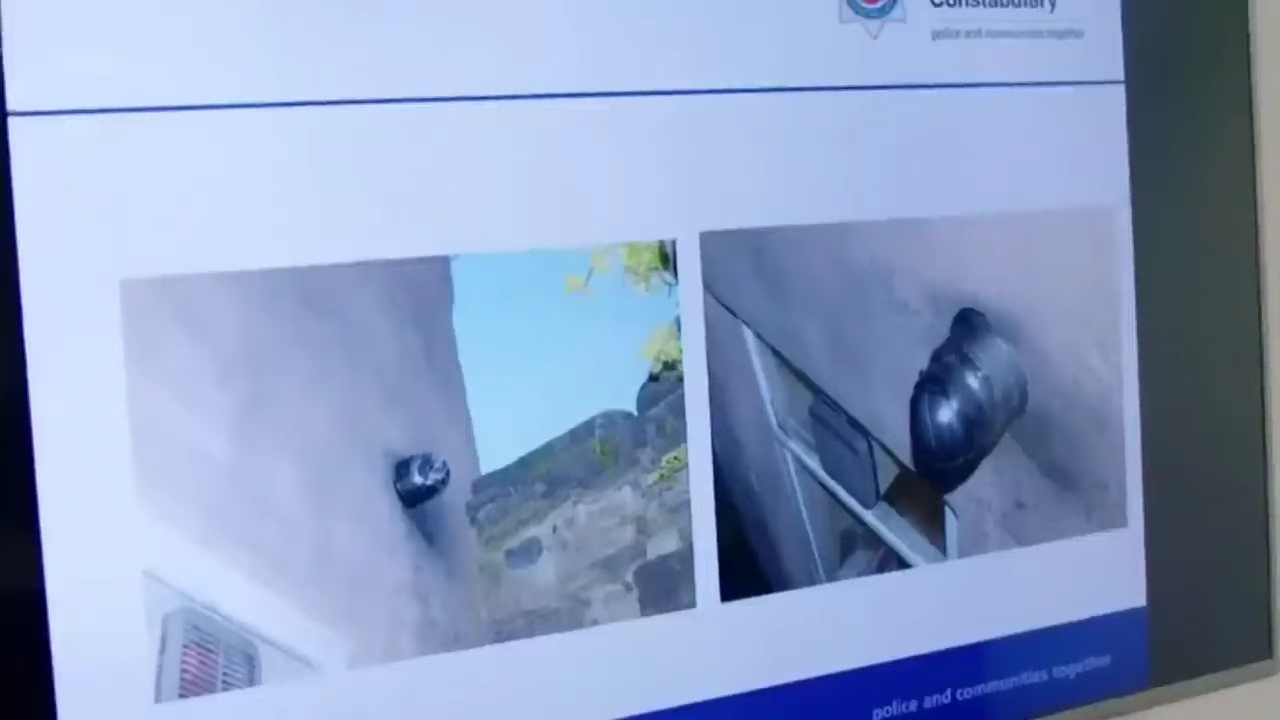 Constabulary
police and communities together
police and communities together